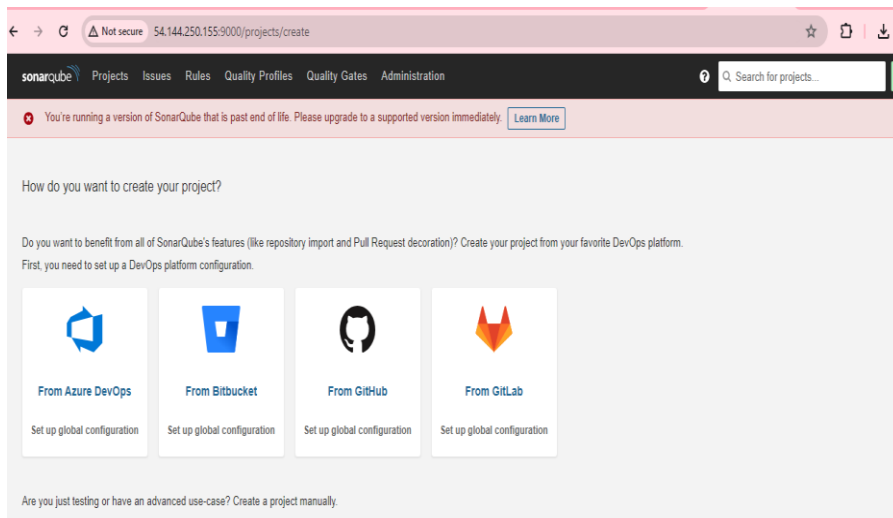 Not secure 54.144.250.155:9000/projects/create
sonarqube Projects Issues Rules Quality Profiles Quality Gates Administration ? Search for projects...
You're running a version of SonarQube that is past end of life. Please upgrade to a supported version immediately. Learn More
How do you want to create your project?
Do you want to benefit from all of SonarQube's features (like repository import and Pull Request decoration)? Create your project from your favorite DevOps platform.
First, you need to set up a DevOps platform configuration.
From Azure DevOps From Bitbucket From GitHub From GitLab
Set up global configuration Set up global configuration Set up global configuration Set up global configuration
Are you just testing or have an advanced use-case? Create a project manually.